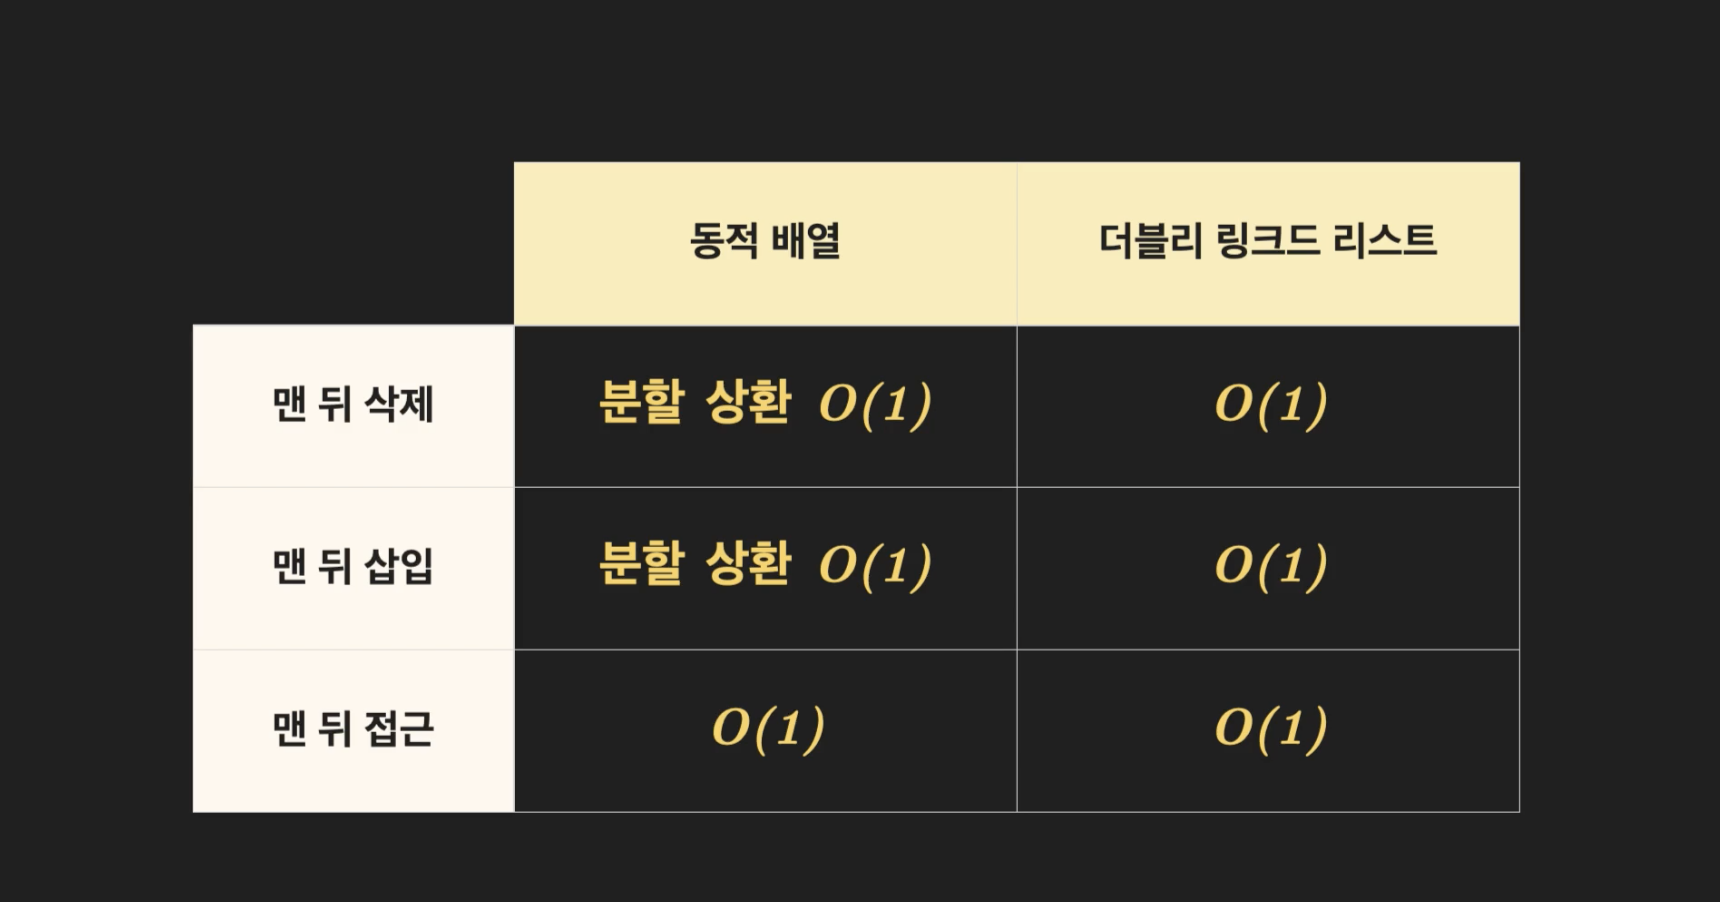 동적 배열 더블리 링크드 리스트
맨 뒤 삭제 분할 상환 O(1) O(1)
맨 뒤 삽입 분할 상환 O(1) O(1)
맨 뒤 접근 O(1) O(1)